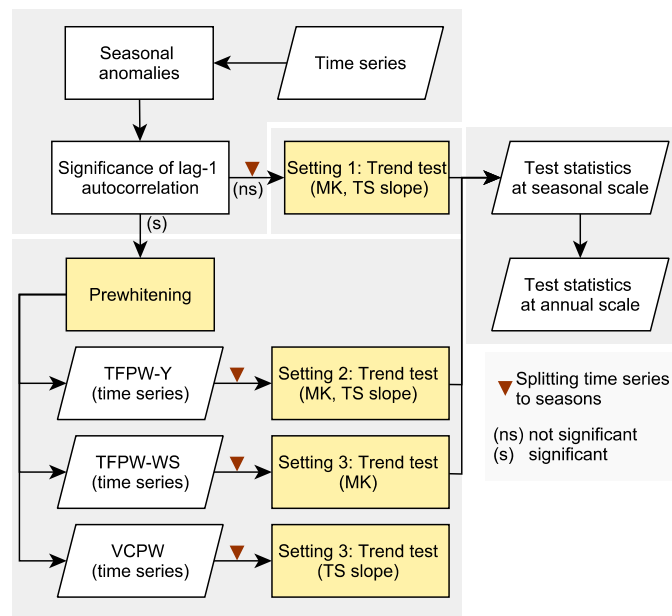 Seasonal
anomalies
Time series
Significance of lag-1
autocorrelation
(ns)
(s)
Setting 1: Trend test
(MK, TS slope)
Test statistics
at seasonal scale
Test statistics
at annual scale
Prewhitening
TFPW-Y
(time series)
Setting 2: Trend test
(MK, TS slope)
TFPW-WS
(time series)
Setting 3: Trend test
(MK)
VCPW
(time series)
Setting 3: Trend test
(TS slope)
Splitting time series
to seasons
(ns) not significant
(s) significant